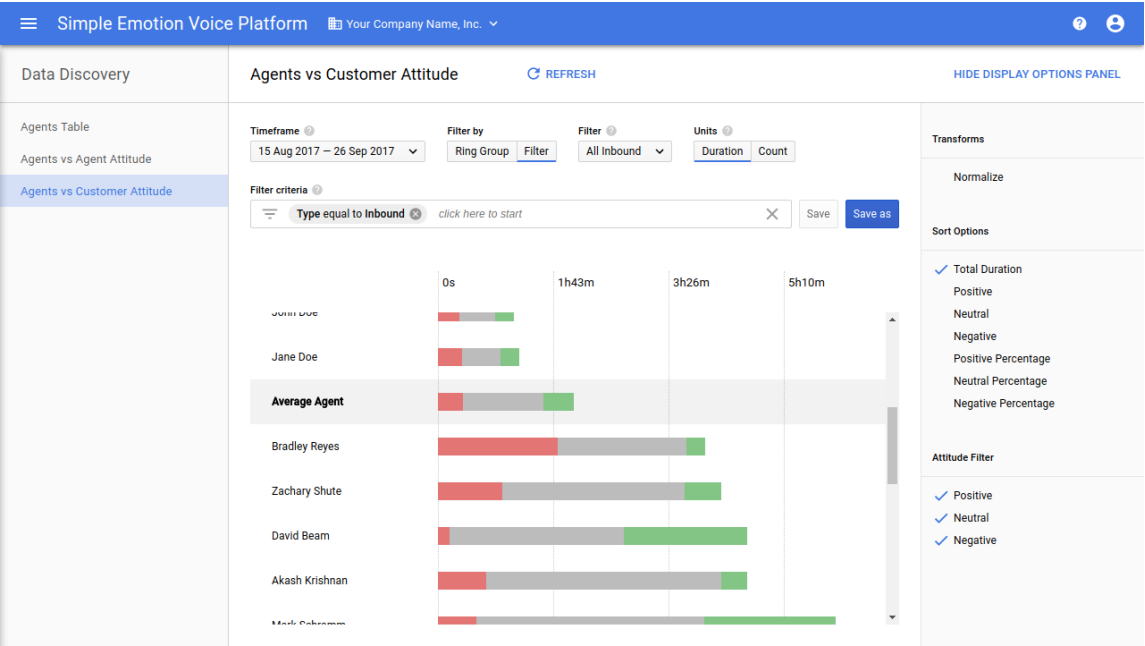 Simple Emotion Voice Platform
Your Company Name, Inc.
Data Discovery
Agents vs Customer Attitude
REFRESH
HIDE DISPLAY OPTIONS PANEL
Agents Table
Agents vs Agent Attitude
Agents vs Customer Attitude
Timeframe ?
Filter by
Filter ?
Units ?
15 Aug 2017 — 26 Sep 2017
Ring Group Filter
All Inbound
Duration Count
Filter criteria ?
Type equal to Inbound
click here to start
Save
Save as
0s 1h43m 3h26m 5h10m
John Doe
Jane Doe
Average Agent
Bradley Reyes
Zachary Shute
David Beam
Akash Krishnan
Mark Schramm
Transforms
Normalize
Sort Options
Total Duration
Positive
Neutral
Negative
Positive Percentage
Neutral Percentage
Negative Percentage
Attitude Filter
Positive
Neutral
Negative